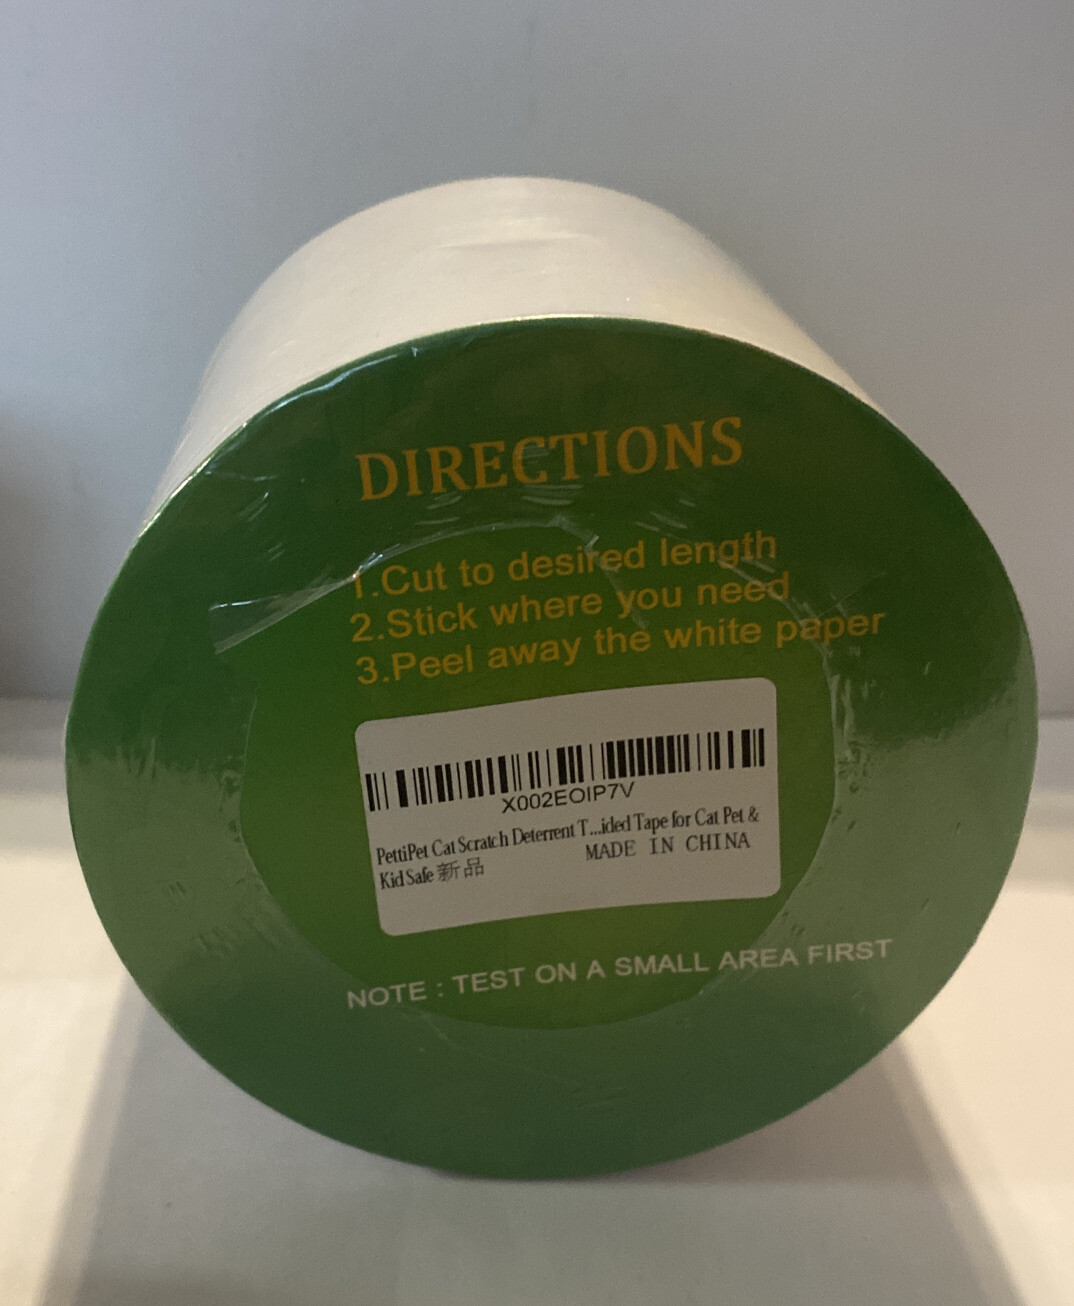 DIRECTIONS
1.Cut to desired length
2.Stick where you need
3.Peel away the white paper
X002EOIP7V
PettiPet Cat Scratch Deterrent T...ided Tape for Cat Pet &
Kid Safe 新品 MADE IN CHINA
NOTE : TEST ON A SMALL AREA FIRST